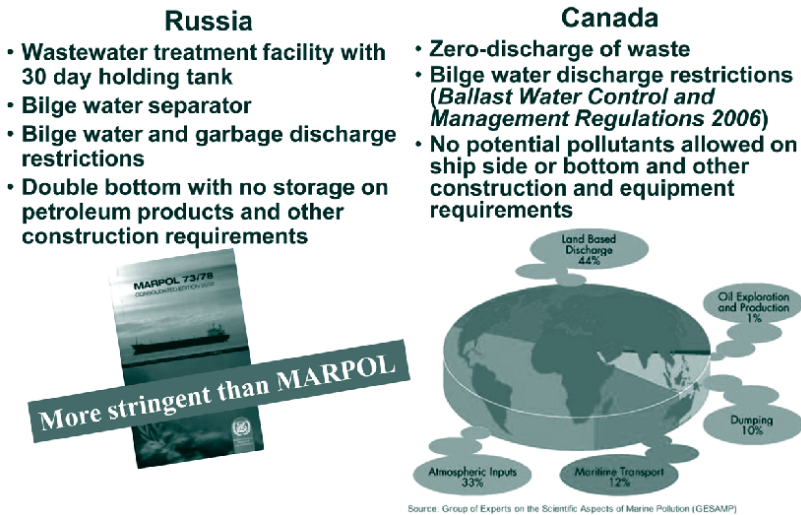 Russia
• Wastewater treatment facility with
30 day holding tank
• Bilge water separator
• Bilge water and garbage discharge
restrictions
• Double bottom with no storage on
petroleum products and other
construction requirements
MARPOL 73/78
More stringent than MARPOL
Canada
• Zero-discharge of waste
• Bilge water discharge restrictions
(Ballast Water Control and
Management Regulations 2006)
• No potential pollutants allowed on
ship side or bottom and other
construction and equipment
requirements
Land Based
Discharge
44%
Oil Exploration
and Production
1%
Dumping
10%
Maritime Transport
12%
Atmospheric Inputs
33%
Source: Group of Experts on the Scientific Aspects of Marine Pollution (GESAMP)